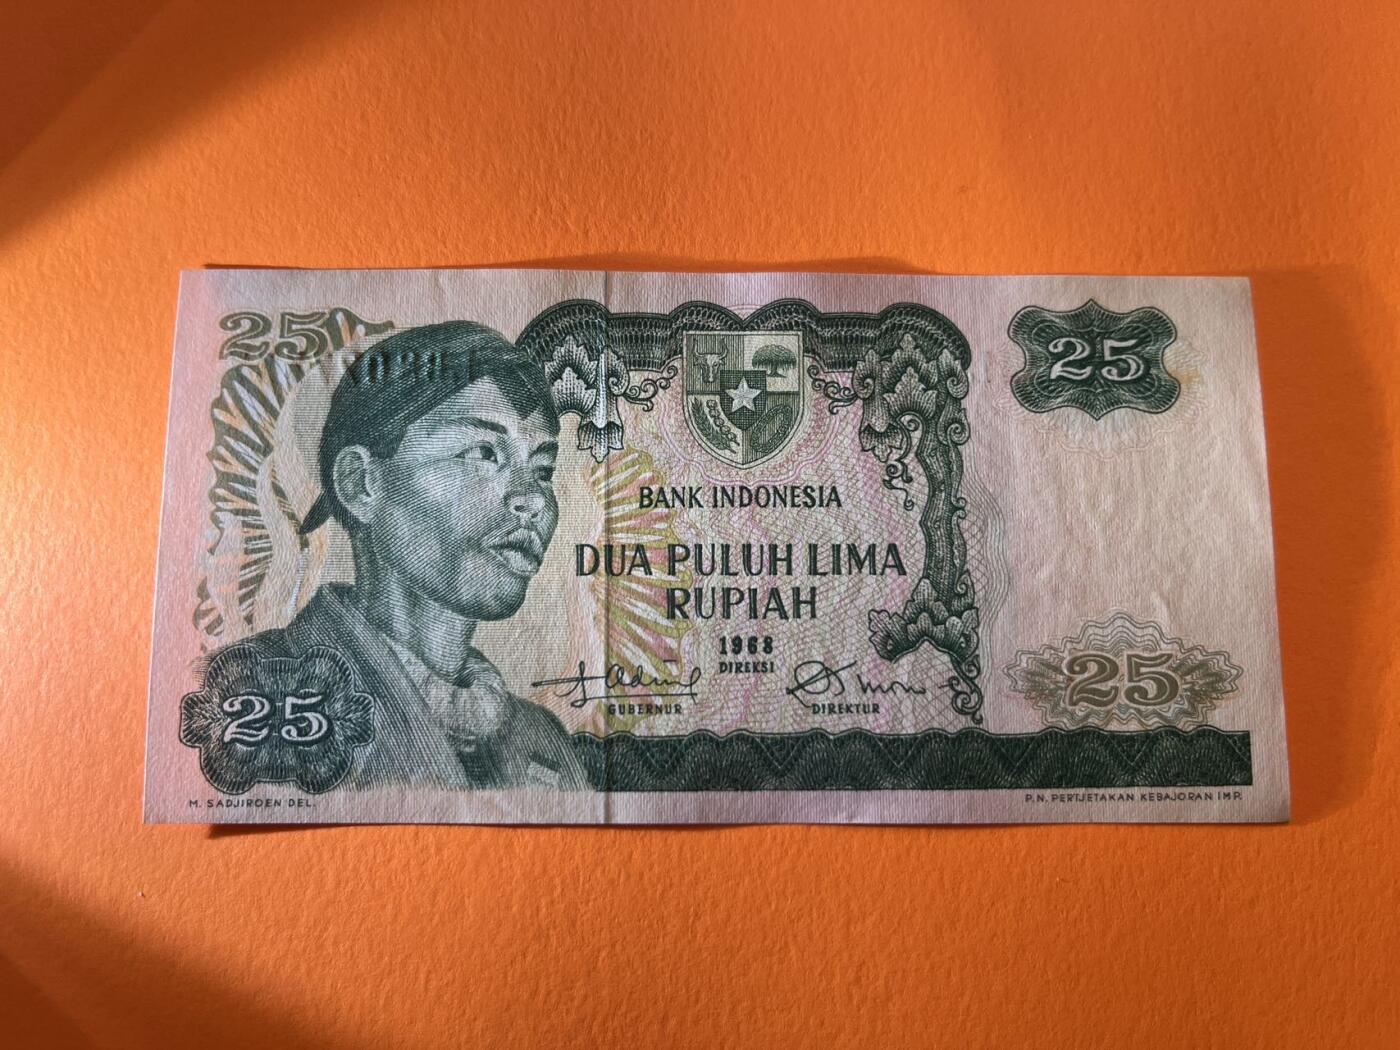 25
25
BANK INDONESIA
DUA PULUH LIMA
RUPIAH
1968
DIREKSI
GUBERNUR
DIREKTUR
25
25
M. SADJIROEN DEL.
P.N. PERTJETAKAN KEBAJORAN IMP.